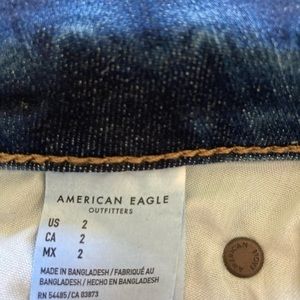 AMERICAN EAGLE
OUTFITTERS
US 2
CA 2
MX 2
MADE IN BANGLADESH / FABRIQUÉ AU
BANGLADESH / HECHO EN BANGLADESH
RN 54485/CA 03873
AMERICAN